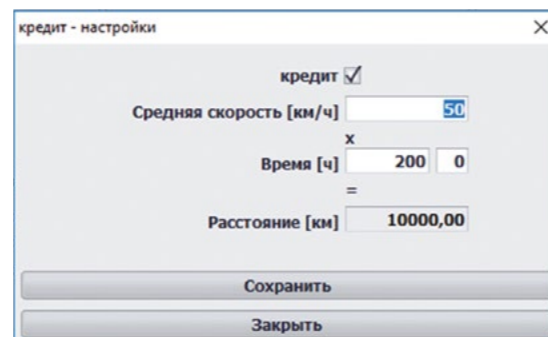 кредит - настройки
кредит
Средняя скорость [км/ч] 50
x
Время [ч] 200 0
=
Расстояние [км] 10000,00
Сохранить
Закрыть